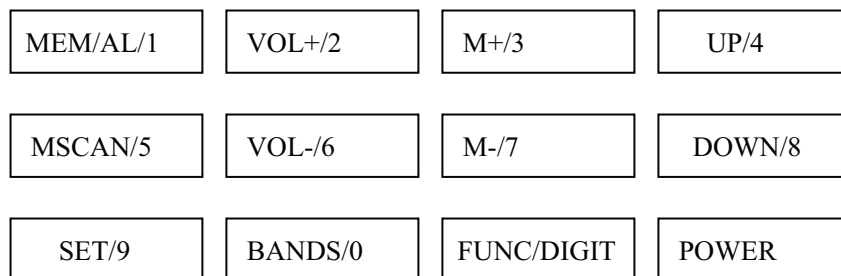 MEM/AL/1 VOL+/2 M+/3 UP/4
MSCAN/5 VOL-/6 M-/7 DOWN/8
SET/9 BANDS/0 FUNC/DIGIT POWER